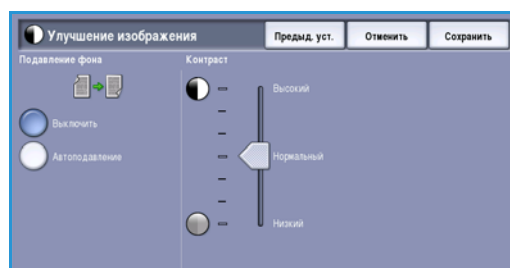 Улучшение изображения
Предыд. уст.
Отменить
Сохранить
Подавление фона
Контраст
Высокий
Выключить
Автоподавление
Нормальный
Низкий